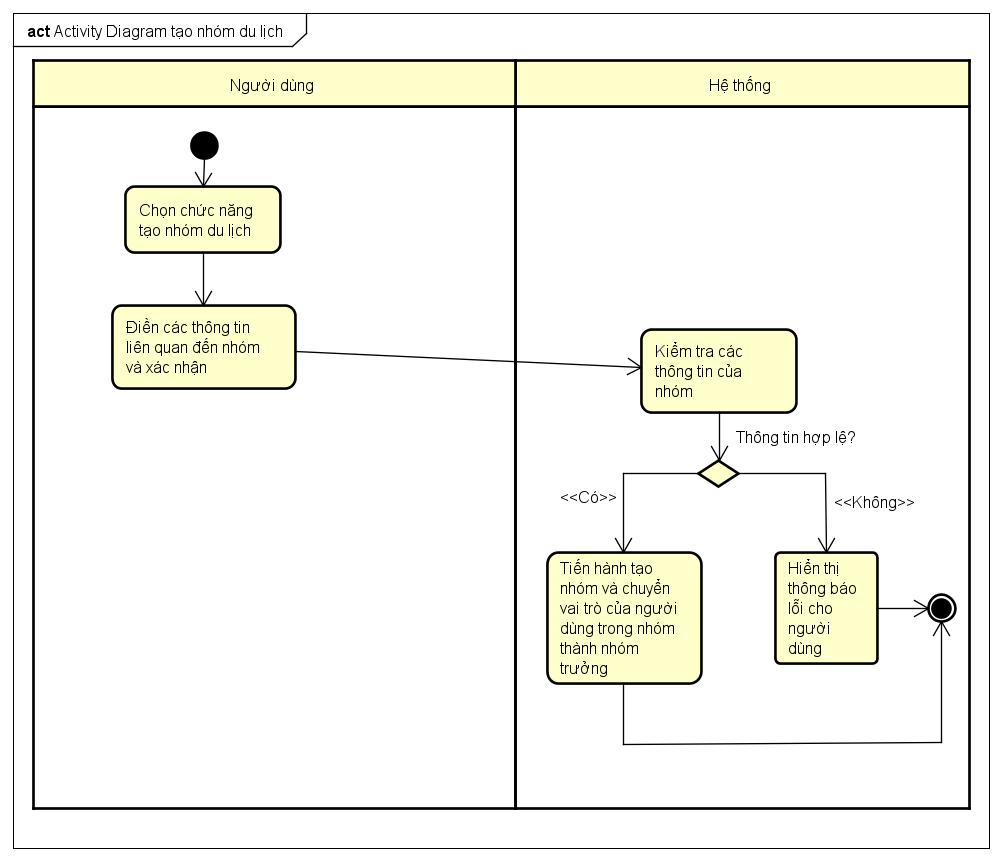 act Activity Diagram tạo nhóm du lịch
Người dùng
Hệ thống
Chọn chức năng
tạo nhóm du lịch
Điền các thông tin
liên quan đến nhóm
và xác nhận
Kiểm tra các
thông tin của
nhóm
Thông tin hợp lệ?
<<Có>>
<<Không>>
Tiến hành tạo
nhóm và chuyển
vai trò của người
dùng trong nhóm
thành nhóm
trưởng
Hiển thị
thông báo
lỗi cho
người
dùng